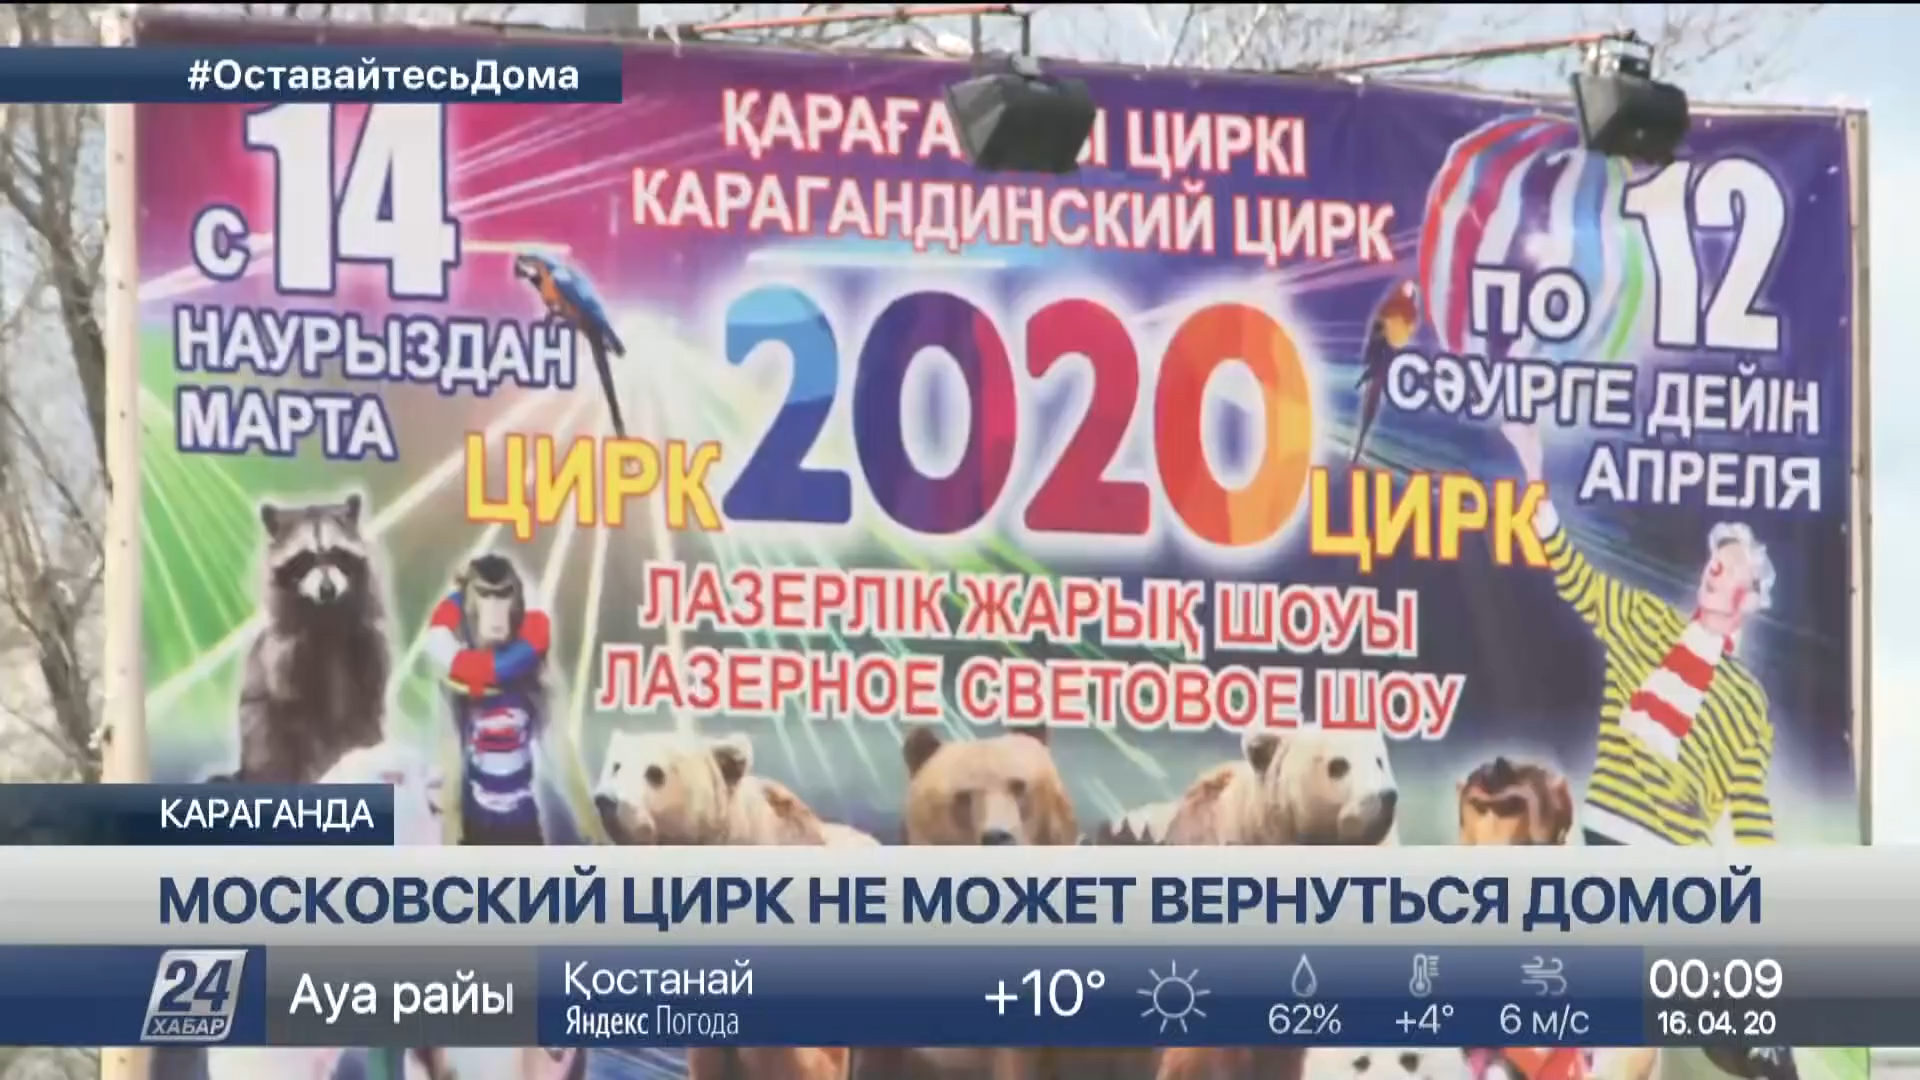 #ОставайтесьДома
ҚАРАҒА
ЦИРКІ
КАРАГАНДИНСКИЙ ЦИРК
С 14
НАУРЫЗДАН
МАРТА
ПО 12
СӘУІРГЕ ДЕЙІН
АПРЕЛЯ
ЦИРК 2020 ЦИРК
ЛАЗЕРЛІК ЖАРЫҚ ШОУЫ
ЛАЗЕРНОЕ СВЕТОВОЕ ШОУ
КАРАГАНДА
МОСКОВСКИЙ ЦИРК НЕ МОЖЕТ ВЕРНУТЬСЯ ДОМОЙ
24
ХАБАР
Ауа райы
Қостанай
Яндекс Погода
+10°
62%
+4°
6 м/с
00:09
16. 04. 20